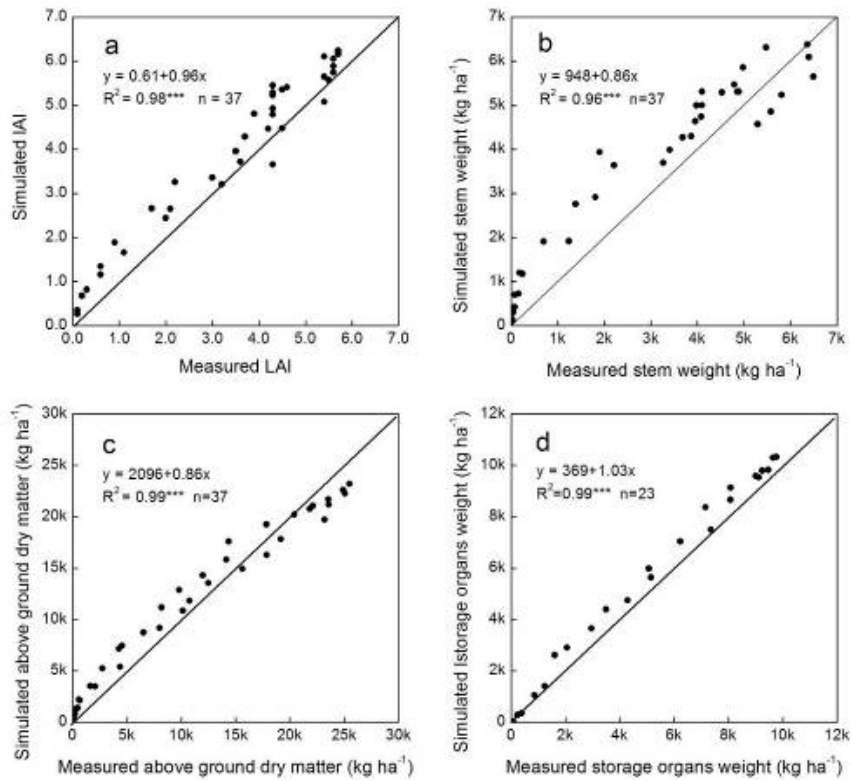 a
y = 0.61+0.96x
R² = 0.98*** n = 37
Simulated lAI
7.0
6.0
5.0
4.0
3.0
2.0
1.0
0.0
0.0 1.0 2.0 3.0 4.0 5.0 6.0 7.0
Measured LAI
b
y = 948+0.86x
R² = 0.96*** n=37
Simulated stem weight (kg ha⁻¹)
7k
6k
5k
4k
3k
2k
1k
0
0 1k 2k 3k 4k 5k 6k 7k
Measured stem weight (kg ha⁻¹)
c
y = 2096+0.86x
R² = 0.99*** n=37
Simulated above ground dry matter (kg ha⁻¹)
30k
25k
20k
15k
10k
5k
0
0 5k 10k 15k 20k 25k 30k
Measured above ground dry matter (kg ha⁻¹)
d
y = 369+1.03x
R²=0.99*** n=23
Simulated lstorage organs weight (kg ha⁻¹)
12k
10k
8k
6k
4k
2k
0
0 2k 4k 6k 8k 10k 12k
Measured storage organs weight (kg ha⁻¹)